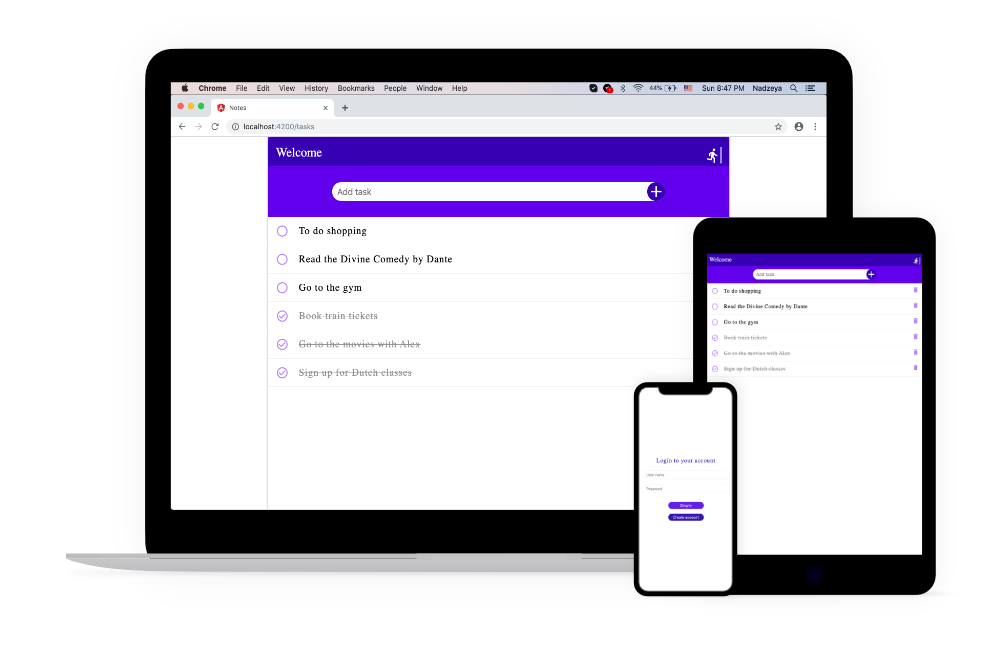 Chrome File Edit View History Bookmarks People Window Help 44% Sun 8:47 PM Nadzeya
Notes
localhost:4200/tasks
Welcome
Add task
To do shopping
Read the Divine Comedy by Dante
Go to the gym
Book train tickets
Go to the movies with Alex
Sign up for Dutch classes
Welcome
Add task
To do shopping
Read the Divine Comedy by Dante
Go to the gym
Book train tickets
Go to the movies with Alex
Sign up for Dutch classes
Login to your account
User name
Password
Create account